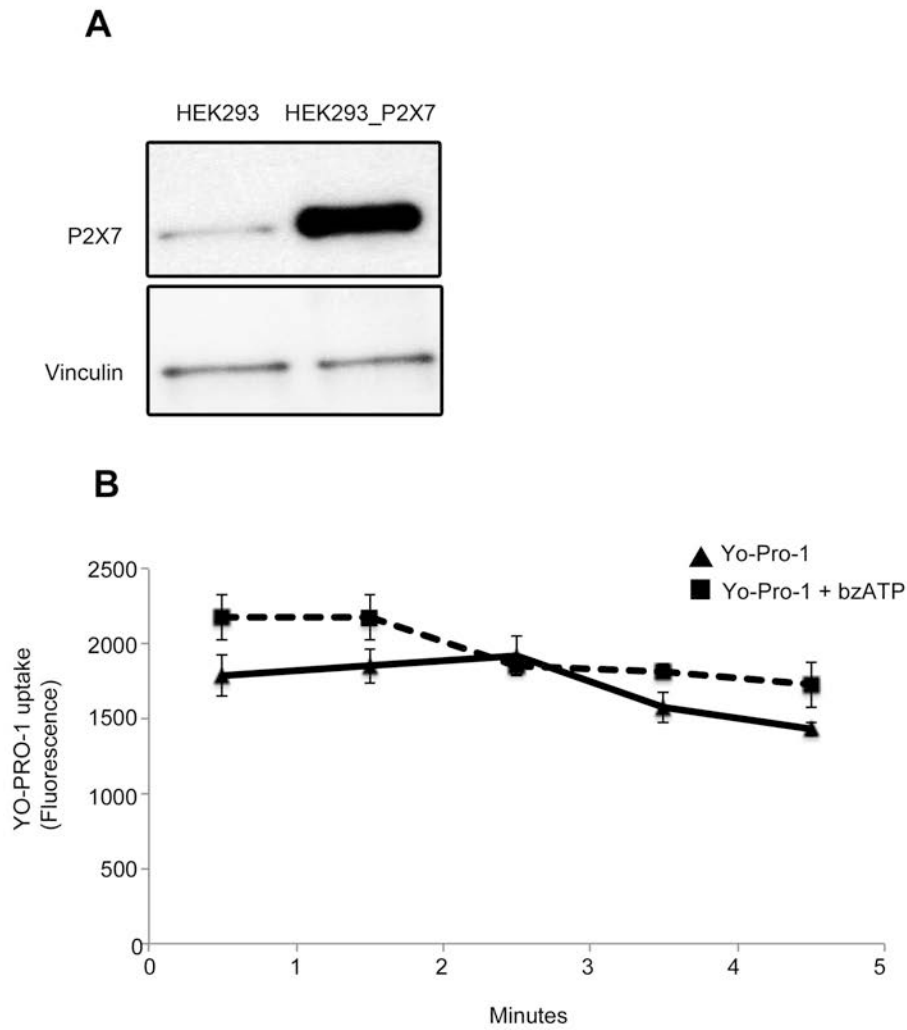 A
HEK293 HEK293_P2X7
P2X7
Vinculin
B
Yo-Pro-1
Yo-Pro-1 + bzATP
2500
2000
1500
1000
500
0
YO-PRO-1 uptake
(Fluorescence)
0 1 2 3 4 5
Minutes